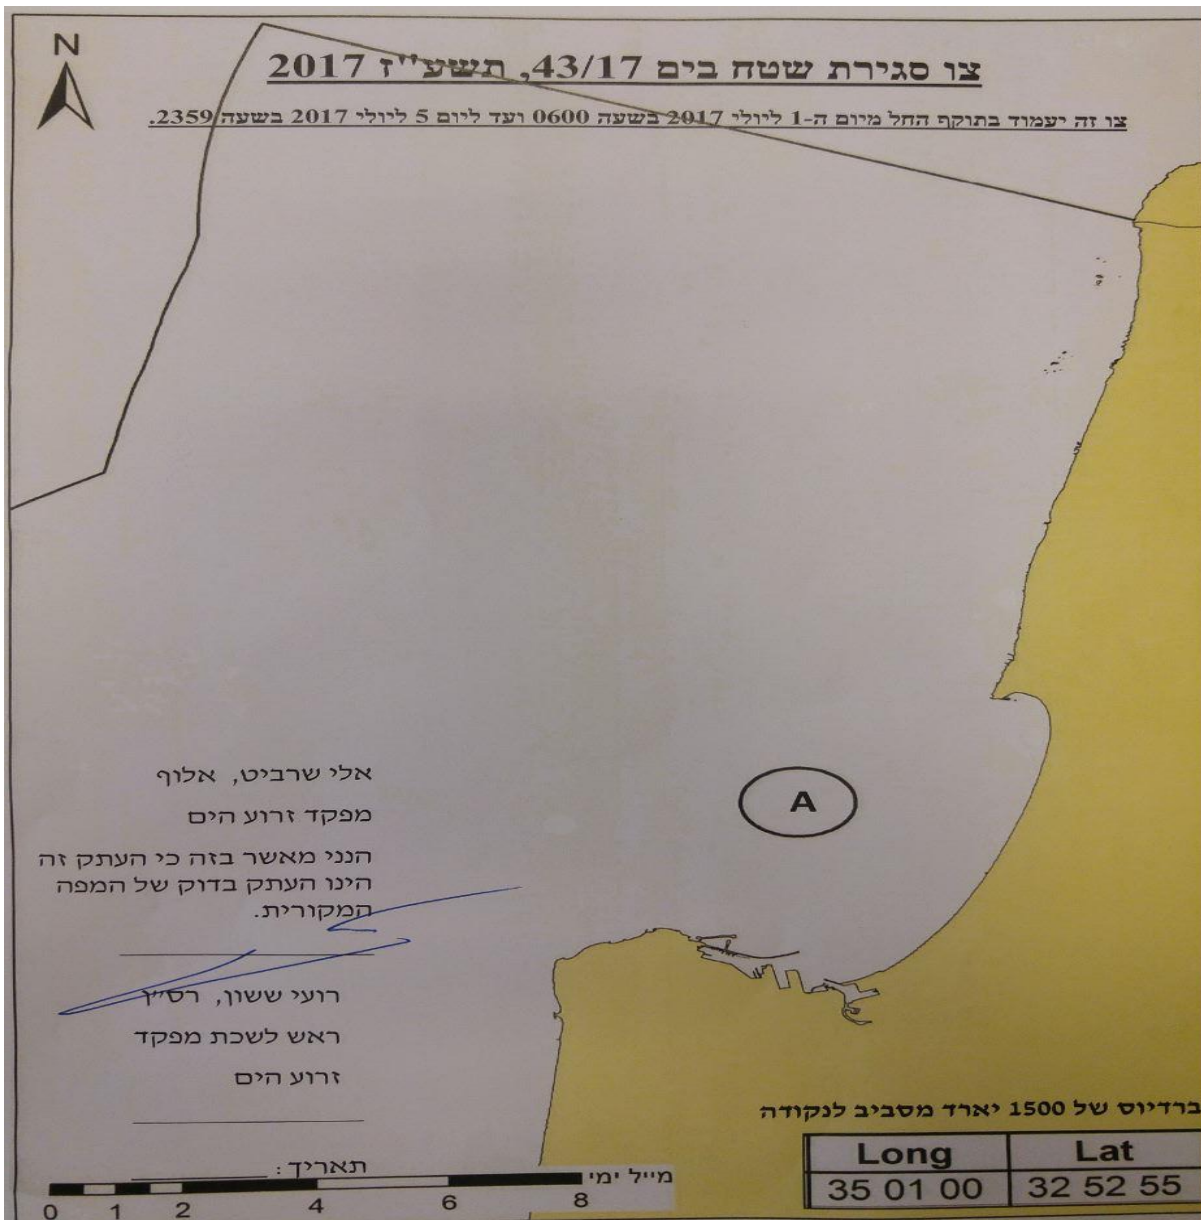 N
צו סגירת שטח בים 43/17, תשע"ז 2017
צו זה יעמוד בתוקף החל מיום ה-1 ליולי 2017 בשעה 0600 ועד ליום 5 ליולי 2017 בשעה 2359.
אלי שרביט, אלוף
מפקד זרוע הים
הנני מאשר בזה כי העתק זה
הינו העתק בדוק של המפה
המקורית.
A
רועי ששון, רס"ן
ראש לשכת מפקד
זרוע הים
תאריך:
ברדיוס של 1500 יארד מסביב לנקודה
Long Lat
35 01 00 32 52 55
מייל ימי
0 1 2 4 6 8